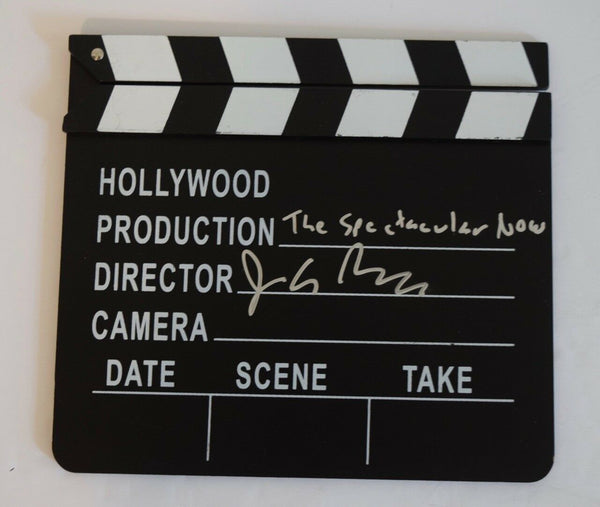 HOLLYWOOD
PRODUCTION The Spectacular Now
DIRECTOR
CAMERA
DATE SCENE TAKE